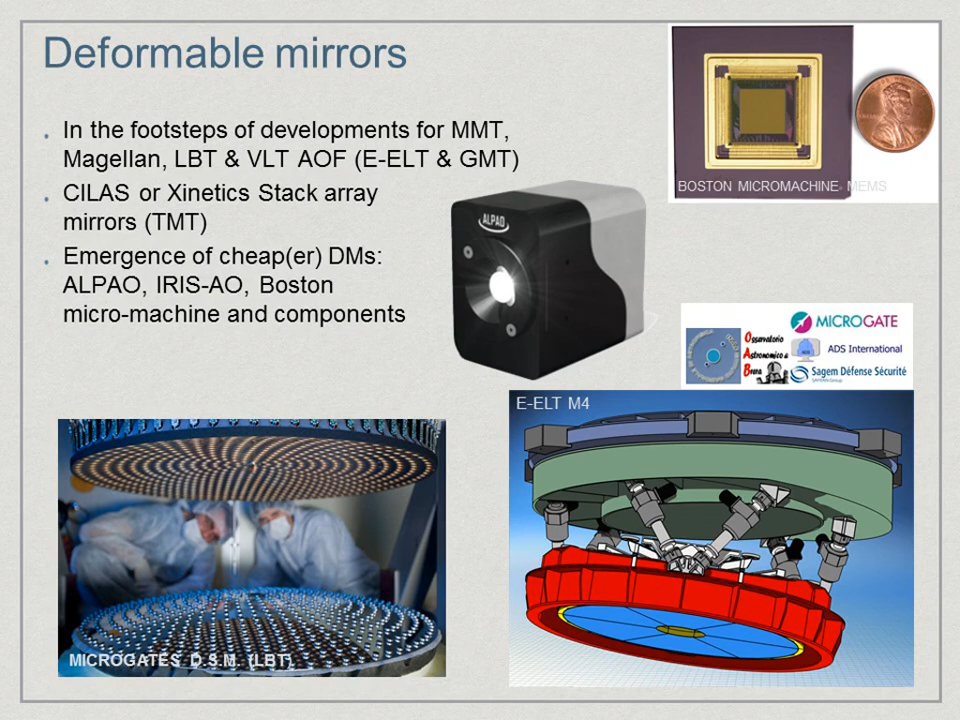 Deformable mirrors
In the footsteps of developments for MMT,
Magellan, LBT & VLT AOF (E-ELT & GMT)
CILAS or Xinetics Stack array
mirrors (TMT)
Emergence of cheap(er) DMs:
ALPAO, IRIS-AO, Boston
micro-machine and components
BOSTON MICROMACHINE MEMS
ALPAO
MICROGATE
Osservatorio
Astronomico di
Brera
ADS International
Sagem Défense Sécurité
E-ELT M4
MICROGATES D.S.M. (LBT)